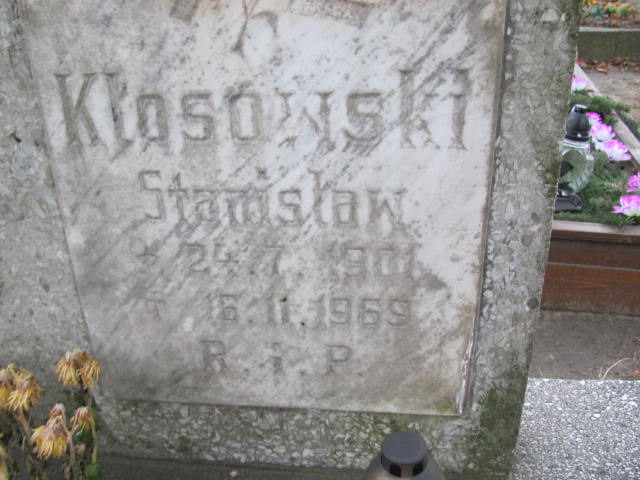 Kłosowski
Stanisław
* 24.7.1901
† 16.11.1969
R. i P.